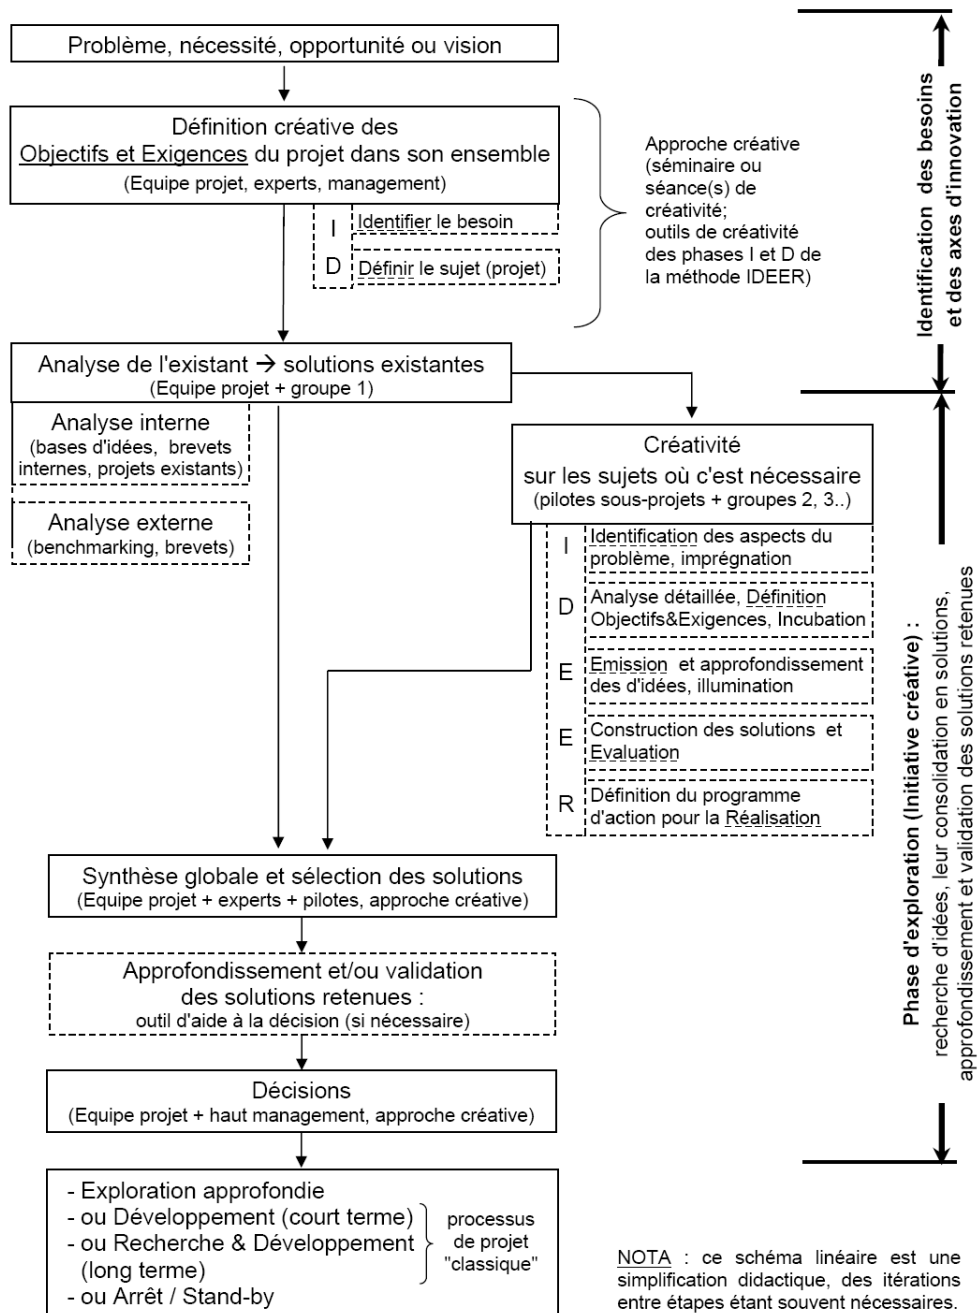 Problème, nécessité, opportunité ou vision
Définition créative des
Objectifs et Exigences du projet dans son ensemble
(Equipe projet, experts, management)
I
Identifier le besoin
D
Définir le sujet (projet)
Approche créative
(séminaire ou
séance(s) de
créativité;
outils de créativité
des phases I et D de
la méthode IDEER)
Identification des besoins
et des axes d'innovation
Analyse de l'existant → solutions existantes
(Equipe projet + groupe 1)
Analyse interne
(bases d'idées, brevets
internes, projets existants)
Analyse externe
(benchmarking, brevets)
Créativité
sur les sujets où c'est nécessaire
(pilotes sous-projets + groupes 2, 3..)
I
Identification des aspects du
problème, imprégnation
D
Analyse détaillée, Définition
Objectifs&Exigences, Incubation
E
Emission et approfondissement
des d'idées, illumination
E
Construction des solutions et
Evaluation
R
Définition du programme
d'action pour la Réalisation
Phase d'exploration (Initiative créative) :
recherche d'idées, leur consolidation en solutions,
approfondissement et validation des solutions retenues
Synthèse globale et sélection des solutions
(Equipe projet + experts + pilotes, approche créative)
Approfondissement et/ou validation
des solutions retenues :
outil d'aide à la décision (si nécessaire)
Décisions
(Equipe projet + haut management, approche créative)
- Exploration approfondie
- ou Développement (court terme)
- ou Recherche & Développement
(long terme)
- ou Arrêt / Stand-by
processus
de projet
"classique"
NOTA : ce schéma linéaire est une
simplification didactique, des itérations
entre étapes étant souvent nécessaires.